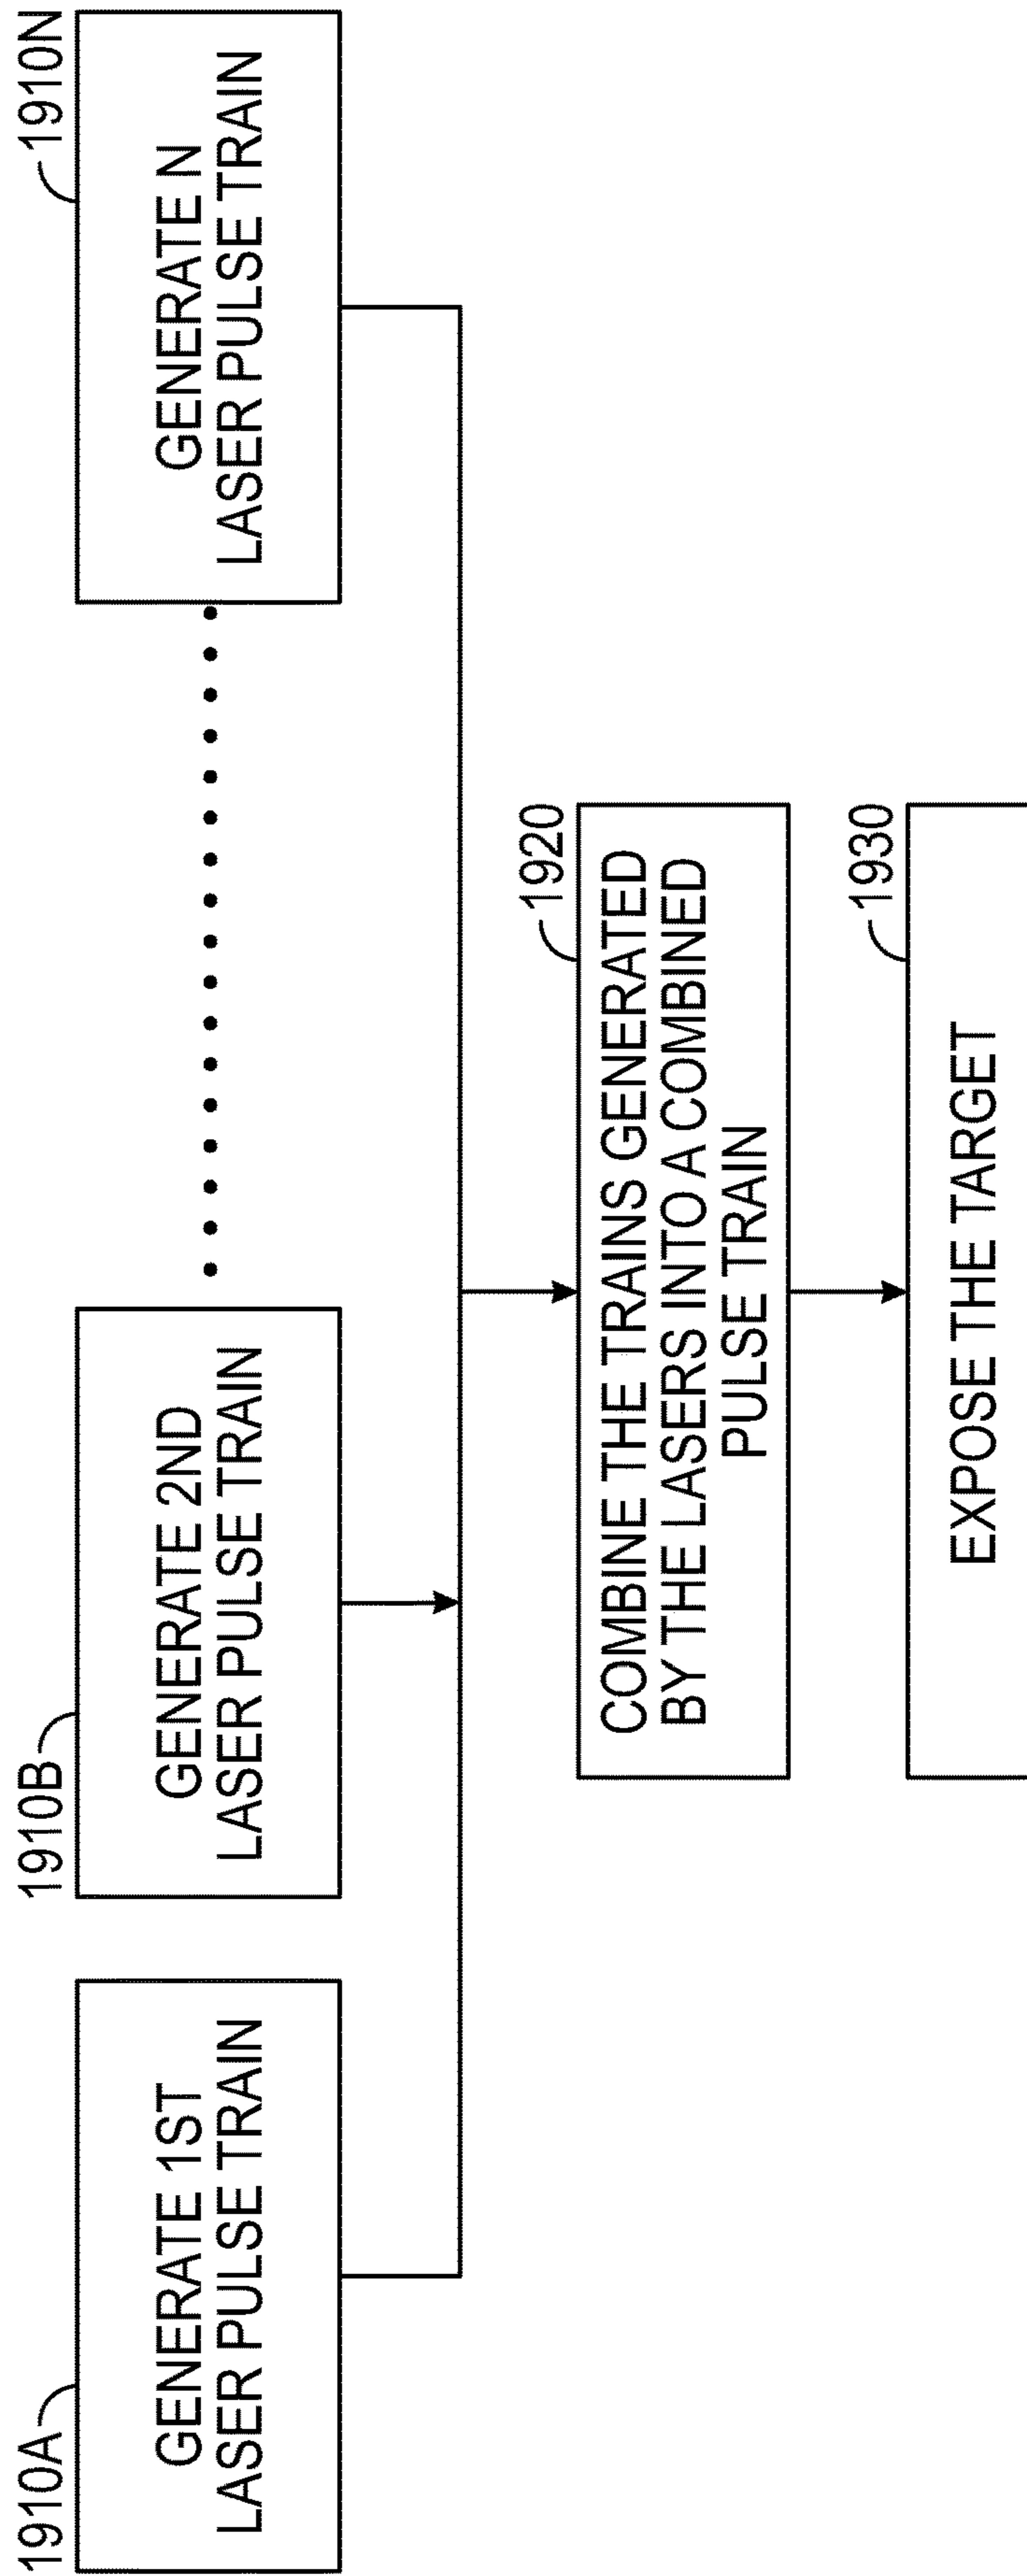 1910A
GENERATE 1ST
LASER PULSE TRAIN
1910B
GENERATE 2ND
LASER PULSE TRAIN
1910N
GENERATE N
LASER PULSE TRAIN
1920
COMBINE THE TRAINS GENERATED
BY THE LASERS INTO A COMBINED
PULSE TRAIN
1930
EXPOSE THE TARGET